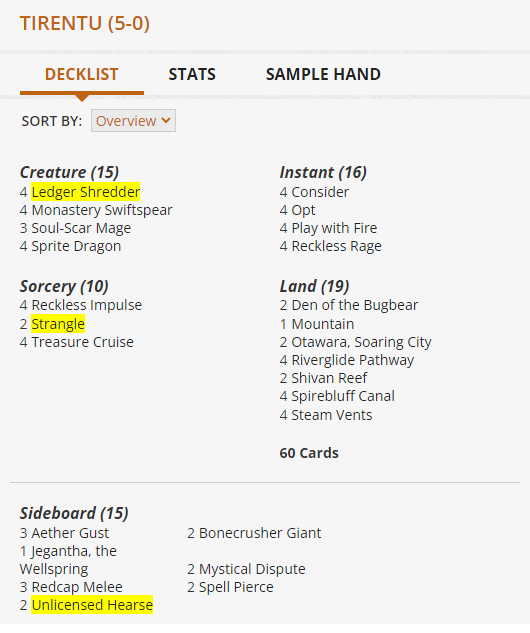 TIRENTU (5-0)
DECKLIST STATS SAMPLE HAND
SORT BY: Overview
Creature (15)
4 Ledger Shredder
4 Monastery Swiftspear
3 Soul-Scar Mage
4 Sprite Dragon
Sorcery (10)
4 Reckless Impulse
2 Strangle
4 Treasure Cruise
Instant (16)
4 Consider
4 Opt
4 Play with Fire
4 Reckless Rage
Land (19)
2 Den of the Bugbear
1 Mountain
2 Otawara, Soaring City
4 Riverglide Pathway
2 Shivan Reef
4 Spirebluff Canal
4 Steam Vents
60 Cards
Sideboard (15)
3 Aether Gust
1 Jegantha, the
Wellspring
3 Redcap Melee
2 Unlicensed Hearse
2 Bonecrusher Giant
2 Mystical Dispute
2 Spell Pierce